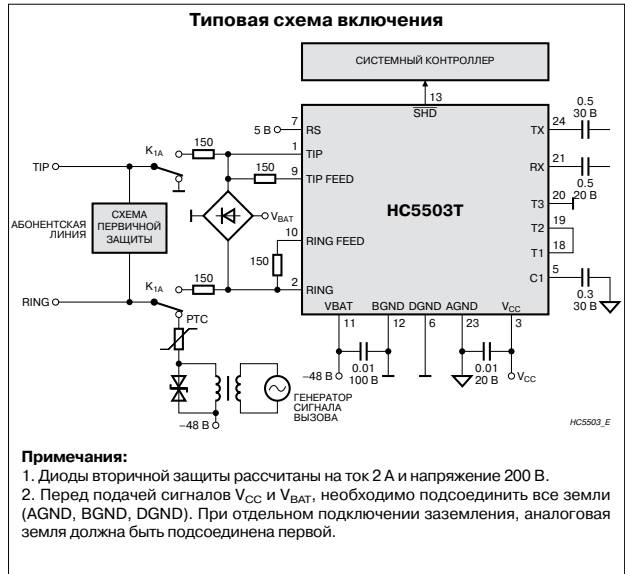 Типовая схема включения
СИСТЕМНЫЙ КОНТРОЛЛЕР
13
SHD
7
5 В
RS
K1A
150
1
TIP
TIP
150
9
TIP FEED
АБОНЕНТСКАЯ
ЛИНИЯ
СХЕМА
ПЕРВИЧНОЙ
ЗАЩИТЫ
VBAT
HC5503T
10
RING FEED
150
RING
K1A
150
2
RING
TX
24
0.5
30 В
RX
21
0.5
20 В
T3
20
T2
19
T1
18
C1
5
0.3
30 В
VBAT
BGND
DGND
AGND
VCC
11
12
6
23
3
PTC
–48 В
0.01
100 В
0.01
20 В
VCC
ГЕНЕРАТОР
СИГНАЛА
ВЫЗОВА
–48 В
HC5503_E
Примечания:
1. Диоды вторичной защиты рассчитаны на ток 2 А и напряжение 200 В.
2. Перед подачей сигналов VCC и VBAT, необходимо подсоединить все земли
(AGND, BGND, DGND). При отдельном подключении заземления, аналоговая
земля должна быть подсоединена первой.